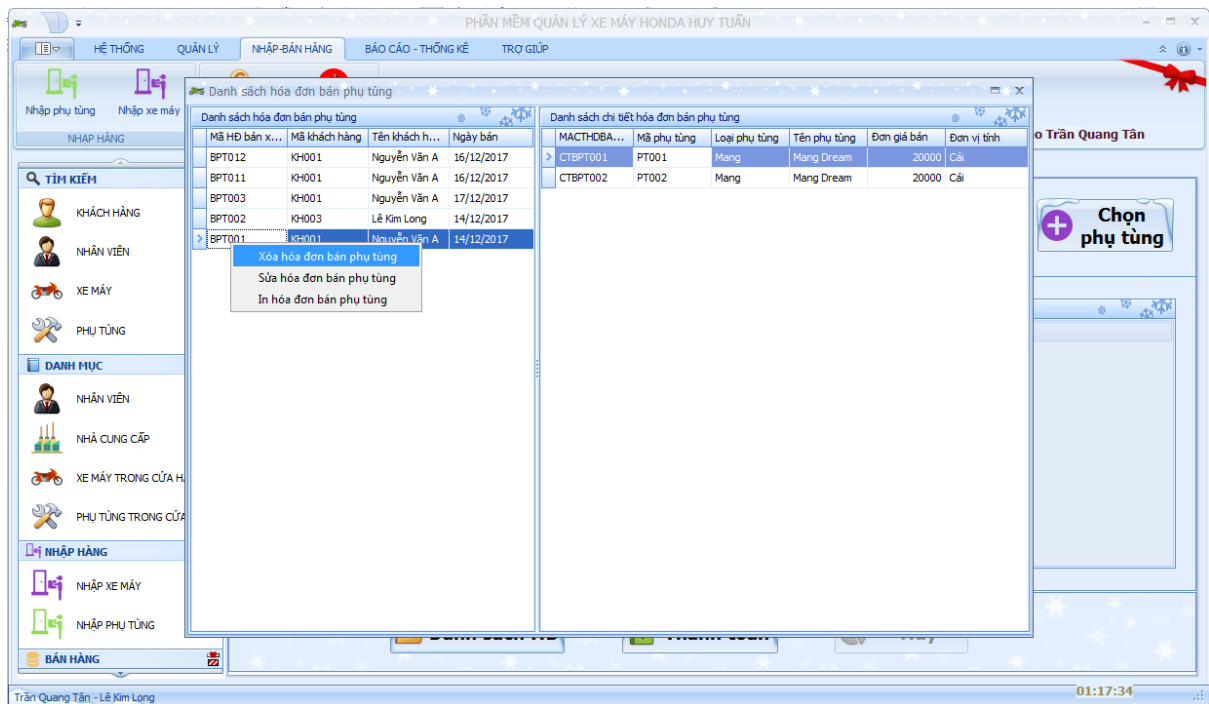 PHẦN MỀM QUẢN LÝ XE MÁY HONDA HUY TUẤN
HỆ THỐNG QUẢN LÝ NHẬP-BÁN HÀNG BÁO CÁO - THỐNG KÊ TRỢ GIÚP
Nhập phụ tùng Nhập xe máy
NHẬP HÀNG
o Trần Quang Tân
Danh sách hóa đơn bán phụ tùng
Danh sách hóa đơn bán phụ tùng
Mã HĐ bán x... Mã khách hàng Tên khách h... Ngày bán
BPT012 KH001 Nguyễn Văn A 16/12/2017
BPT011 KH001 Nguyễn Văn A 16/12/2017
BPT003 KH001 Nguyễn Văn A 17/12/2017
BPT002 KH003 Lê Kim Long 14/12/2017
BPT001 KH001 Nguyễn Văn A 14/12/2017
Xóa hóa đơn bán phụ tùng
Sửa hóa đơn bán phụ tùng
In hóa đơn bán phụ tùng
Danh sách chi tiết hóa đơn bán phụ tùng
MACTHDBA... Mã phụ tùng Loại phụ tùng Tên phụ tùng Đơn giá bán Đơn vị tính
CTBPT001 PT001 Mang Mang Dream 20000 Cái
CTBPT002 PT002 Mang Mang Dream 20000 Cái
TÌM KIẾM
KHÁCH HÀNG
NHÂN VIÊN
XE MÁY
PHỤ TÙNG
DANH MỤC
NHÂN VIÊN
NHÀ CUNG CẤP
XE MÁY TRONG CỬA H
PHỤ TÙNG TRONG CỬA
NHẬP HÀNG
NHẬP XE MÁY
NHẬP PHỤ TÙNG
BÁN HÀNG
Chọn
phụ tùng
Danh sách HĐ Thanh toán Hủy
Trần Quang Tân - Lê Kim Long
01:17:34